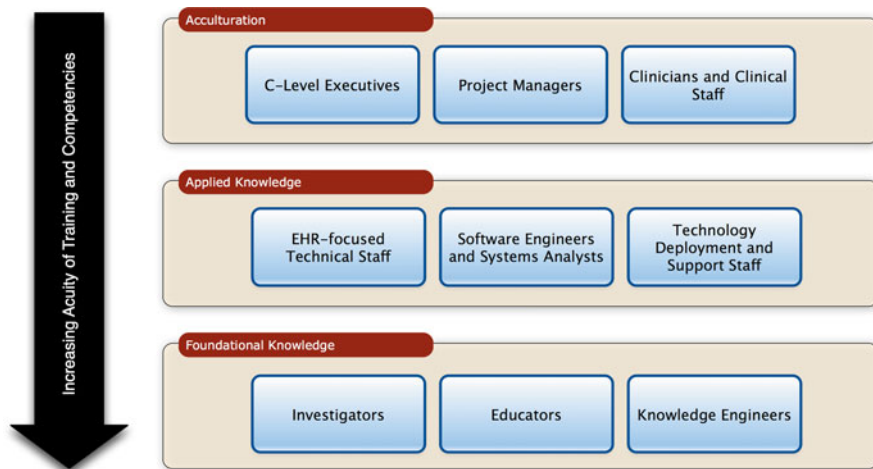 Increasing Acuity of Training and Competencies
Acculturation
C-Level Executives
Project Managers
Clinicians and Clinical
Staff
Applied Knowledge
EHR-focused
Technical Staff
Software Engineers
and Systems Analysts
Technology
Deployment and
Support Staff
Foundational Knowledge
Investigators
Educators
Knowledge Engineers